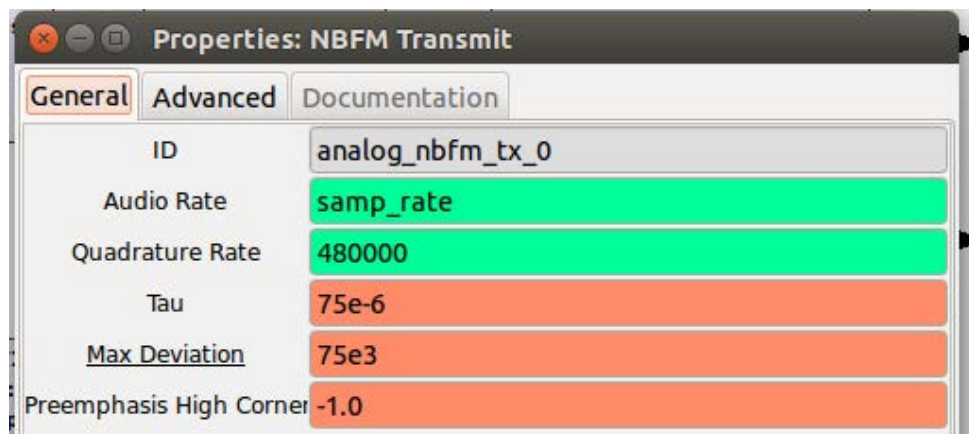 Properties: NBFM Transmit
General Advanced Documentation
ID analog_nbfm_tx_0
Audio Rate samp_rate
Quadrature Rate 480000
Tau 75e-6
Max Deviation 75e3
Preemphasis High Corner -1.0